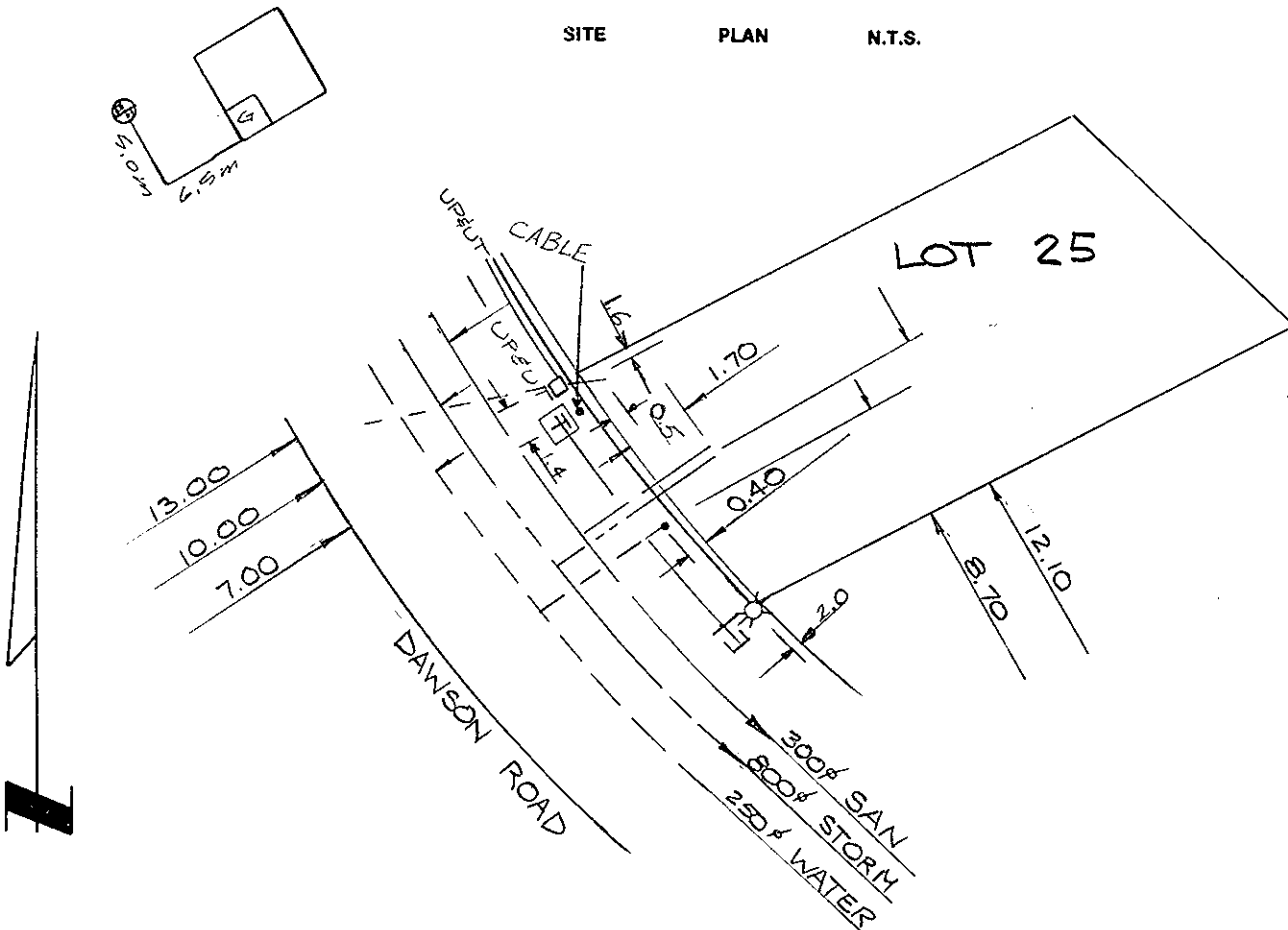 SITE PLAN N.T.S.
G
5.0m
6.5m
UP&UT
CABLE
LOT 25
1.6
UP&UT
1.70
0.5
T
1.4
13.00
10.00
7.00
0.40
12.10
8.70
2.0
DAWSON ROAD
300ø SAN
800ø STORM
250ø WATER